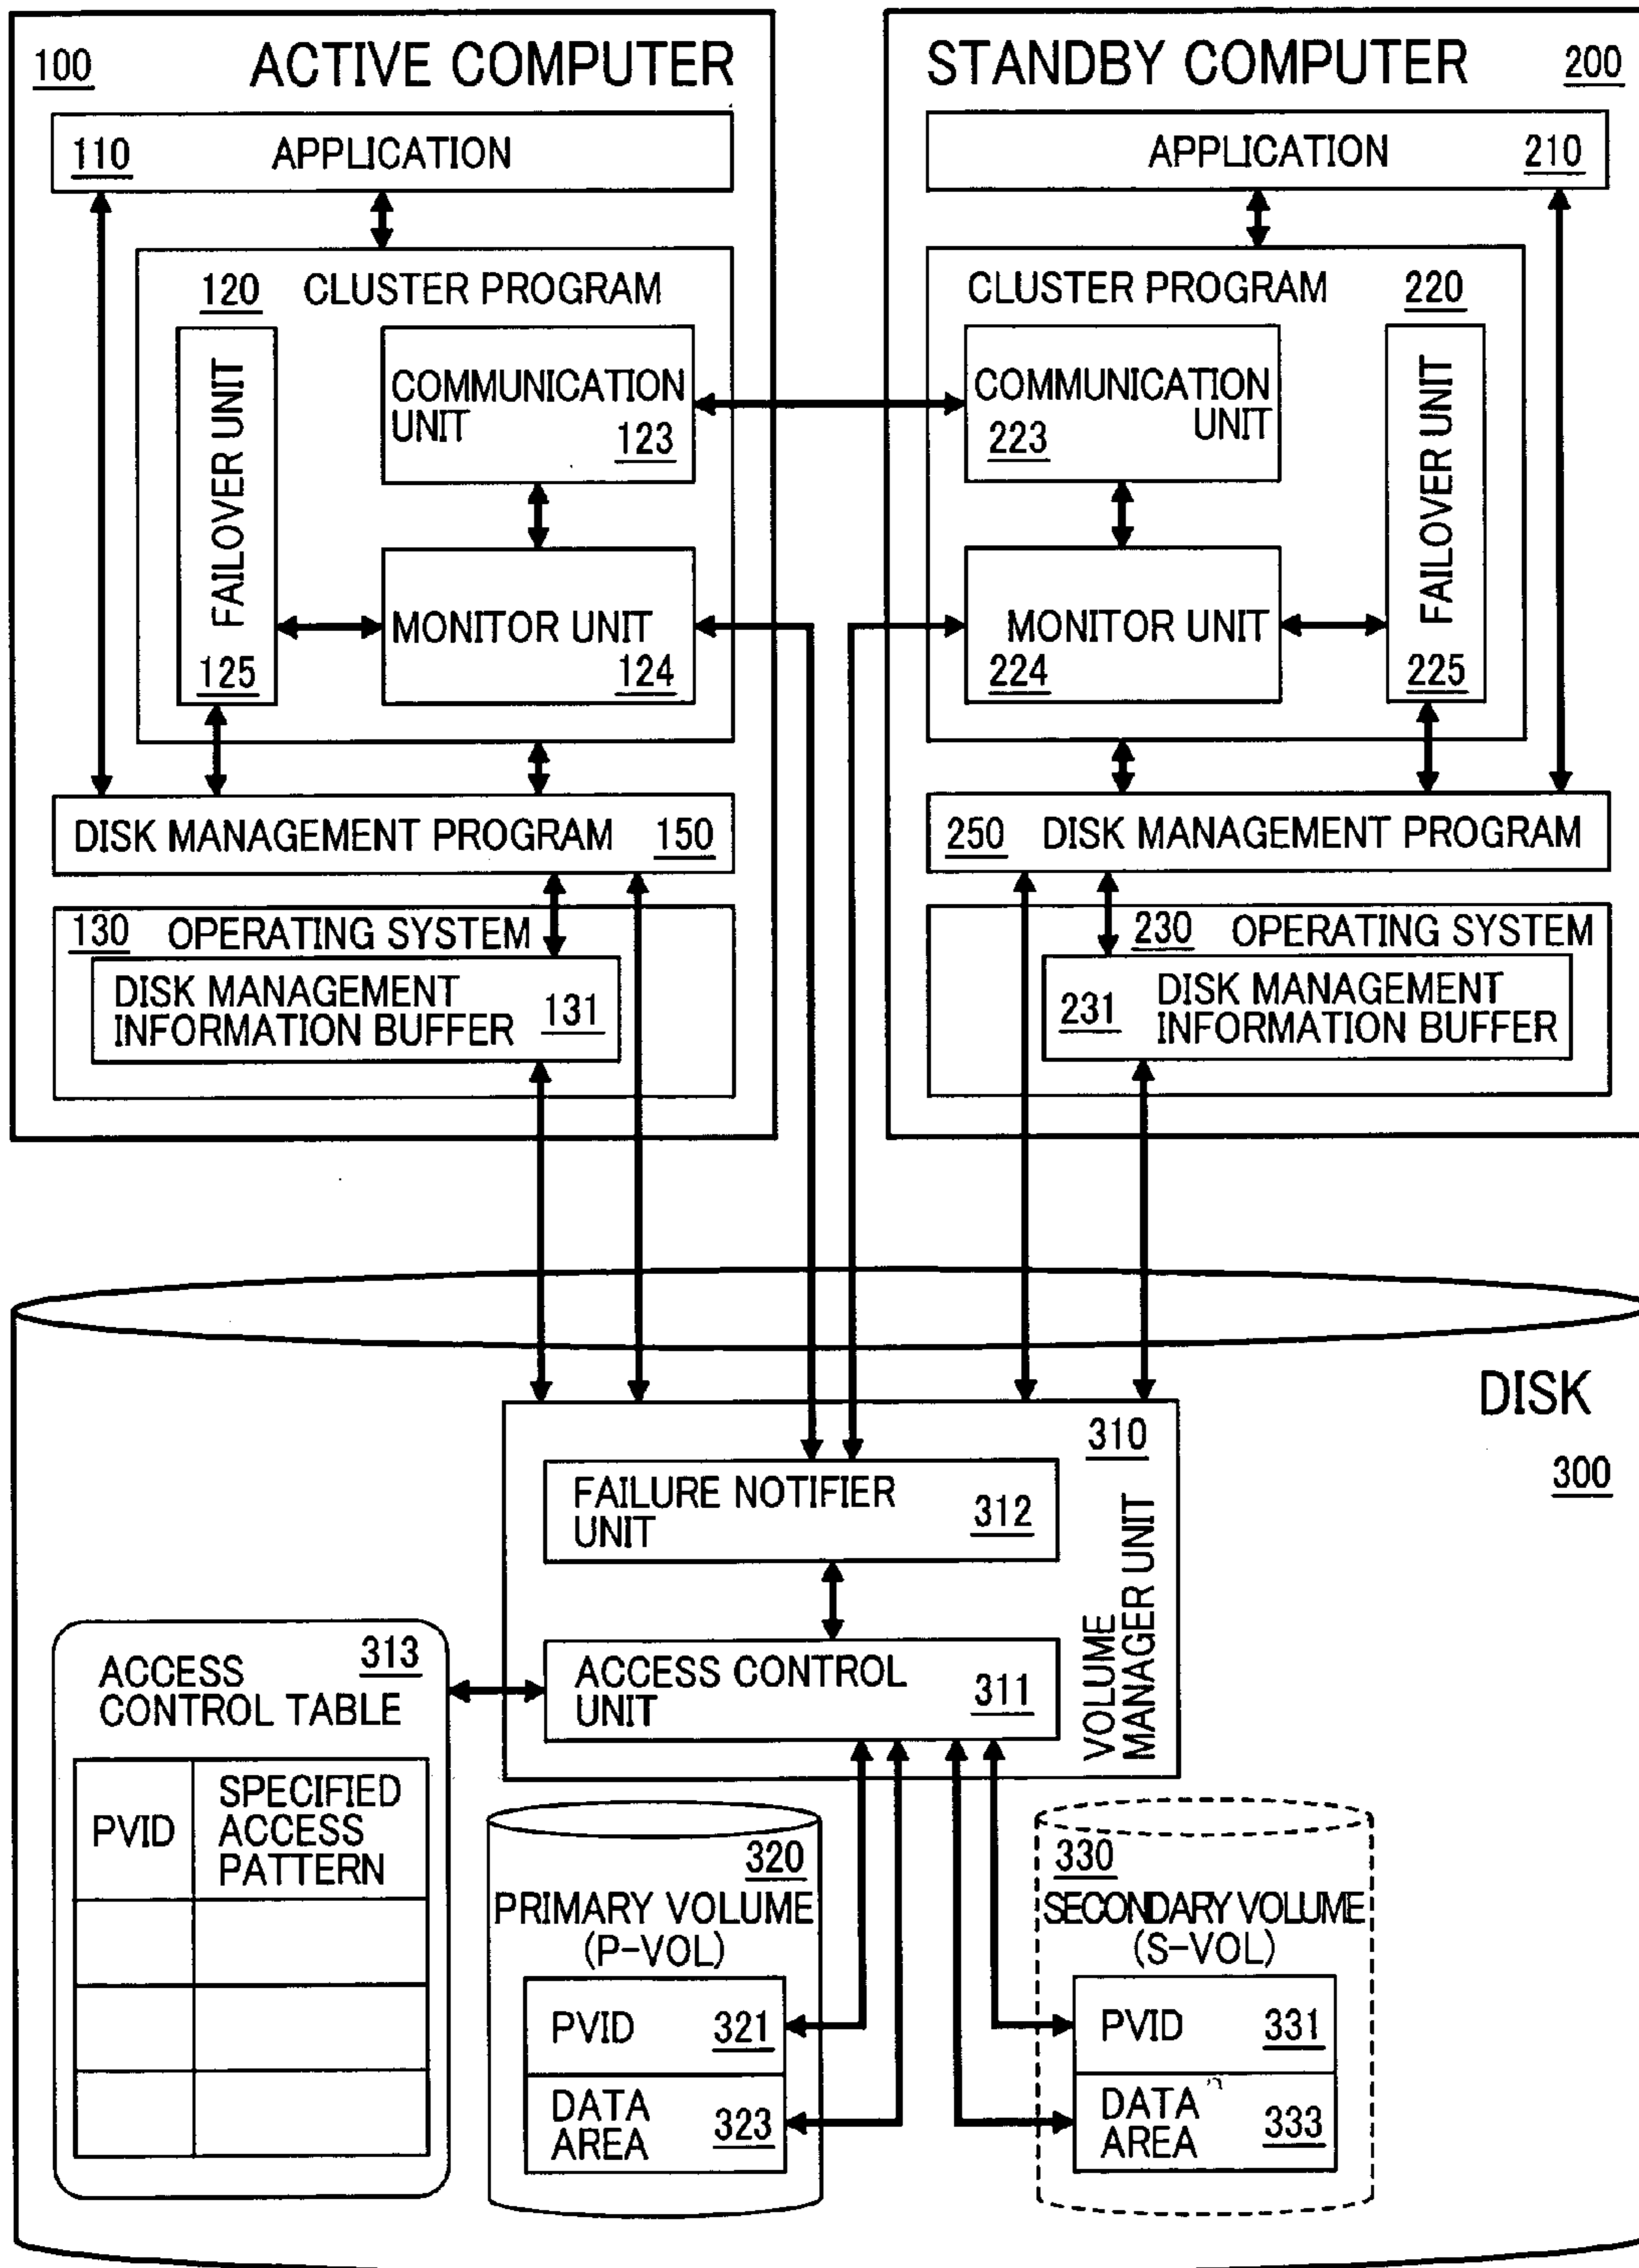 100 ACTIVE COMPUTER
110 APPLICATION
120 CLUSTER PROGRAM
FAILOVER UNIT
125
COMMUNICATION
UNIT 123
MONITOR UNIT
124
DISK MANAGEMENT PROGRAM 150
130 OPERATING SYSTEM
DISK MANAGEMENT
INFORMATION BUFFER 131
STANDBY COMPUTER 200
APPLICATION 210
CLUSTER PROGRAM 220
COMMUNICATION
UNIT
223
MONITOR UNIT
224
FAILOVER UNIT
225
250 DISK MANAGEMENT PROGRAM
230 OPERATING SYSTEM
231 DISK MANAGEMENT
INFORMATION BUFFER
DISK
300
310
VOLUME
MANAGER UNIT
FAILURE NOTIFIER
UNIT 312
ACCESS CONTROL
UNIT 311
313
ACCESS
CONTROL TABLE
PVID
SPECIFIED
ACCESS
PATTERN
320
PRIMARY VOLUME
(P-VOL)
PVID 321
DATA
AREA 323
330
SECONDARY VOLUME
(S-VOL)
PVID 331
DATA
AREA 333